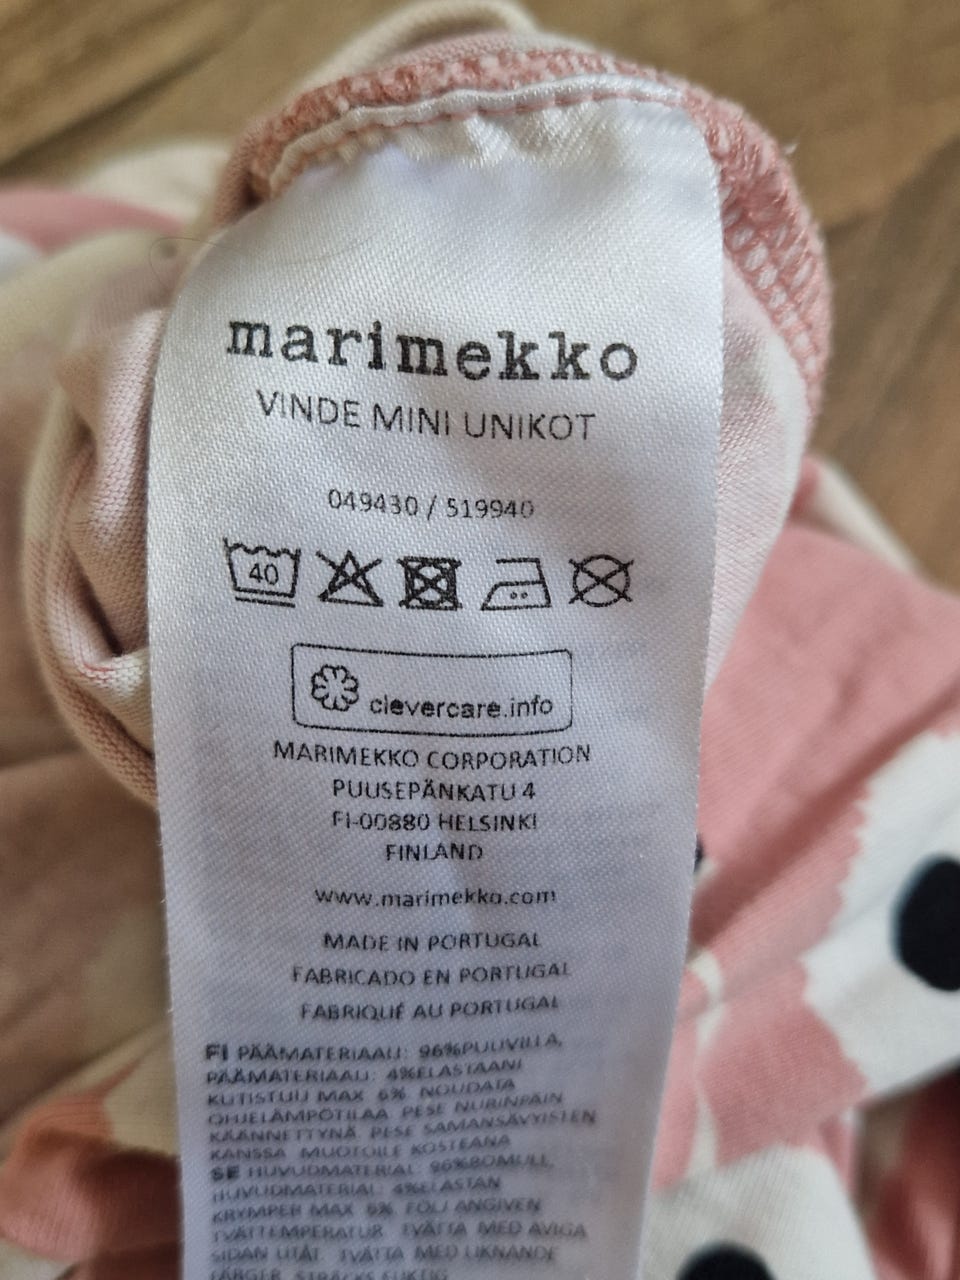 marimekko
VINDE MINI UNIKOT
049430 / 519940
40
clevercare.info
MARIMEKKO CORPORATION
PUUSEPÄNKATU 4
FI-00880 HELSINKI
FINLAND
www.marimekko.com
MADE IN PORTUGAL
FABRICADO EN PORTUGAL
FABRIQUÉ AU PORTUGAL
FI PÄÄMATERIAALI: 96%PUUVILLA,
PÄÄMATERIAALI: 4%ELASTAANI
KUTISTUU MAX 6% NOUDATA
OHJELÄMPÖTILAA PESE NURINPÄIN
KÄÄNNETTYNÄ PESE SAMANSÄVYISTEN
KANSSA MUOTOILE KOSTEANA
SE HUVUDMATERIAL: 96%BOMULL,
HUVUDMATERIAL: 4%ELASTAN
KRYMPER MAX 6% FÖLJ ANGIVEN
TVÄTTEMPERATUR TVÄTTA MED AVIGA
SIDAN UTÅT TVÄTTA MED LIKNANDE
FÄRGER STRÄCKS FUKTIG